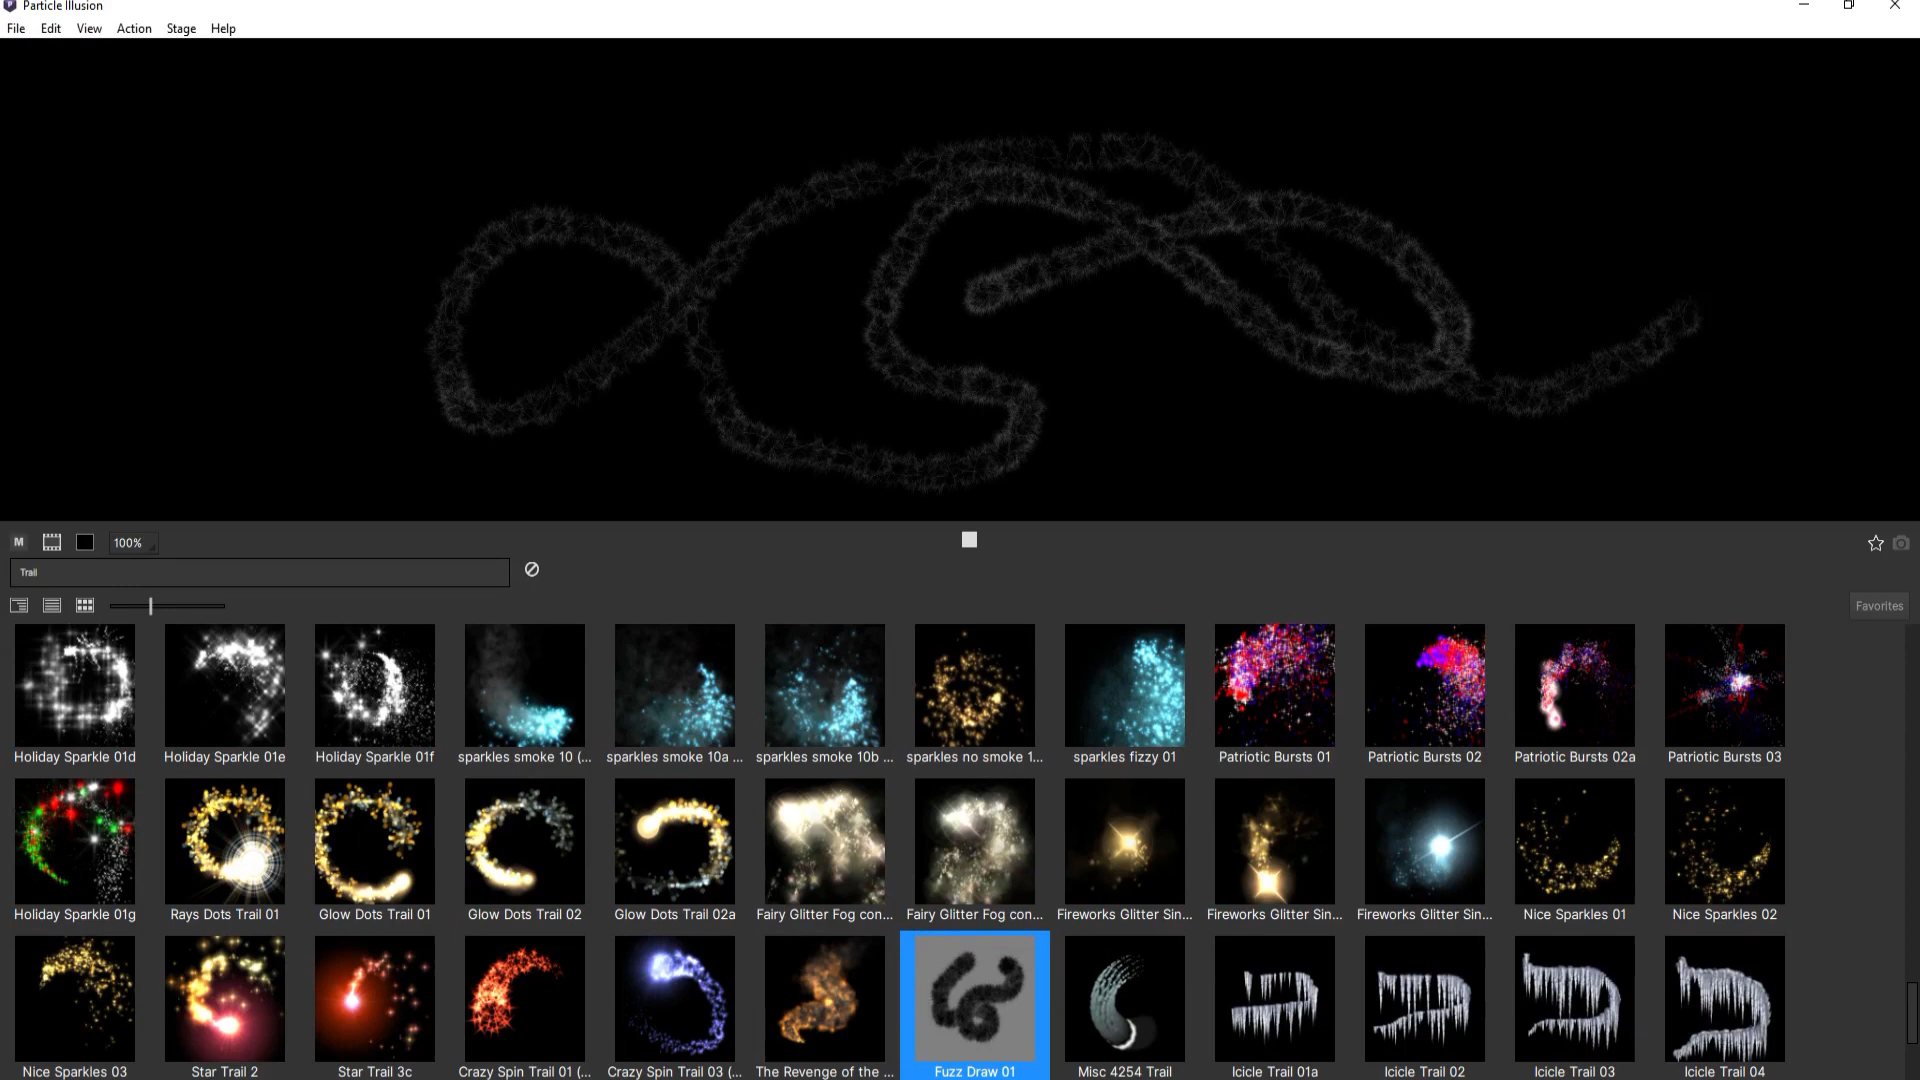 Particle Illusion
File Edit View Action Stage Help
M 100%
Trail
Favorites
Holiday Sparkle 01d Holiday Sparkle 01e Holiday Sparkle 01f sparkles smoke 10 (... sparkles smoke 10a ... sparkles smoke 10b ... sparkles no smoke 1... sparkles fizzy 01 Patriotic Bursts 01 Patriotic Bursts 02 Patriotic Bursts 02a Patriotic Bursts 03
Holiday Sparkle 01g Rays Dots Trail 01 Glow Dots Trail 01 Glow Dots Trail 02 Glow Dots Trail 02a Fairy Glitter Fog con... Fairy Glitter Fog con... Fireworks Glitter Sin... Fireworks Glitter Sin... Fireworks Glitter Sin... Nice Sparkles 01 Nice Sparkles 02
Nice Sparkles 03 Star Trail 2 Star Trail 3c Crazy Spin Trail 01 (... Crazy Spin Trail 03 (... The Revenge of the ... Fuzz Draw 01 Misc 4254 Trail Icicle Trail 01a Icicle Trail 02 Icicle Trail 03 Icicle Trail 04